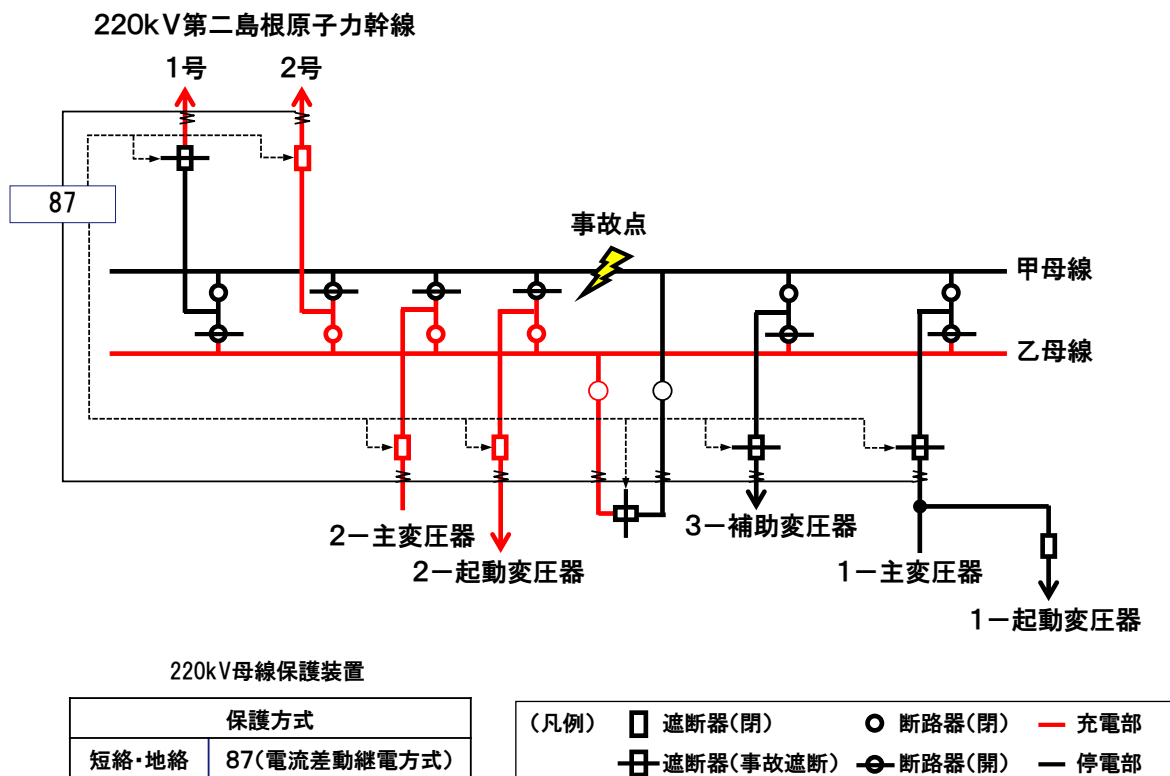 220kV第二島根原子力幹線
1号 2号
87
事故点
甲母線
乙母線
2－主変圧器
2－起動変圧器
3－補助変圧器
1－主変圧器
1－起動変圧器
220kV母線保護装置
保護方式
短絡・地絡 87(電流差動継電方式)
(凡例) 遮断器(閉) 断路器(閉) 充電部
遮断器(事故遮断) 断路器(開) 停電部